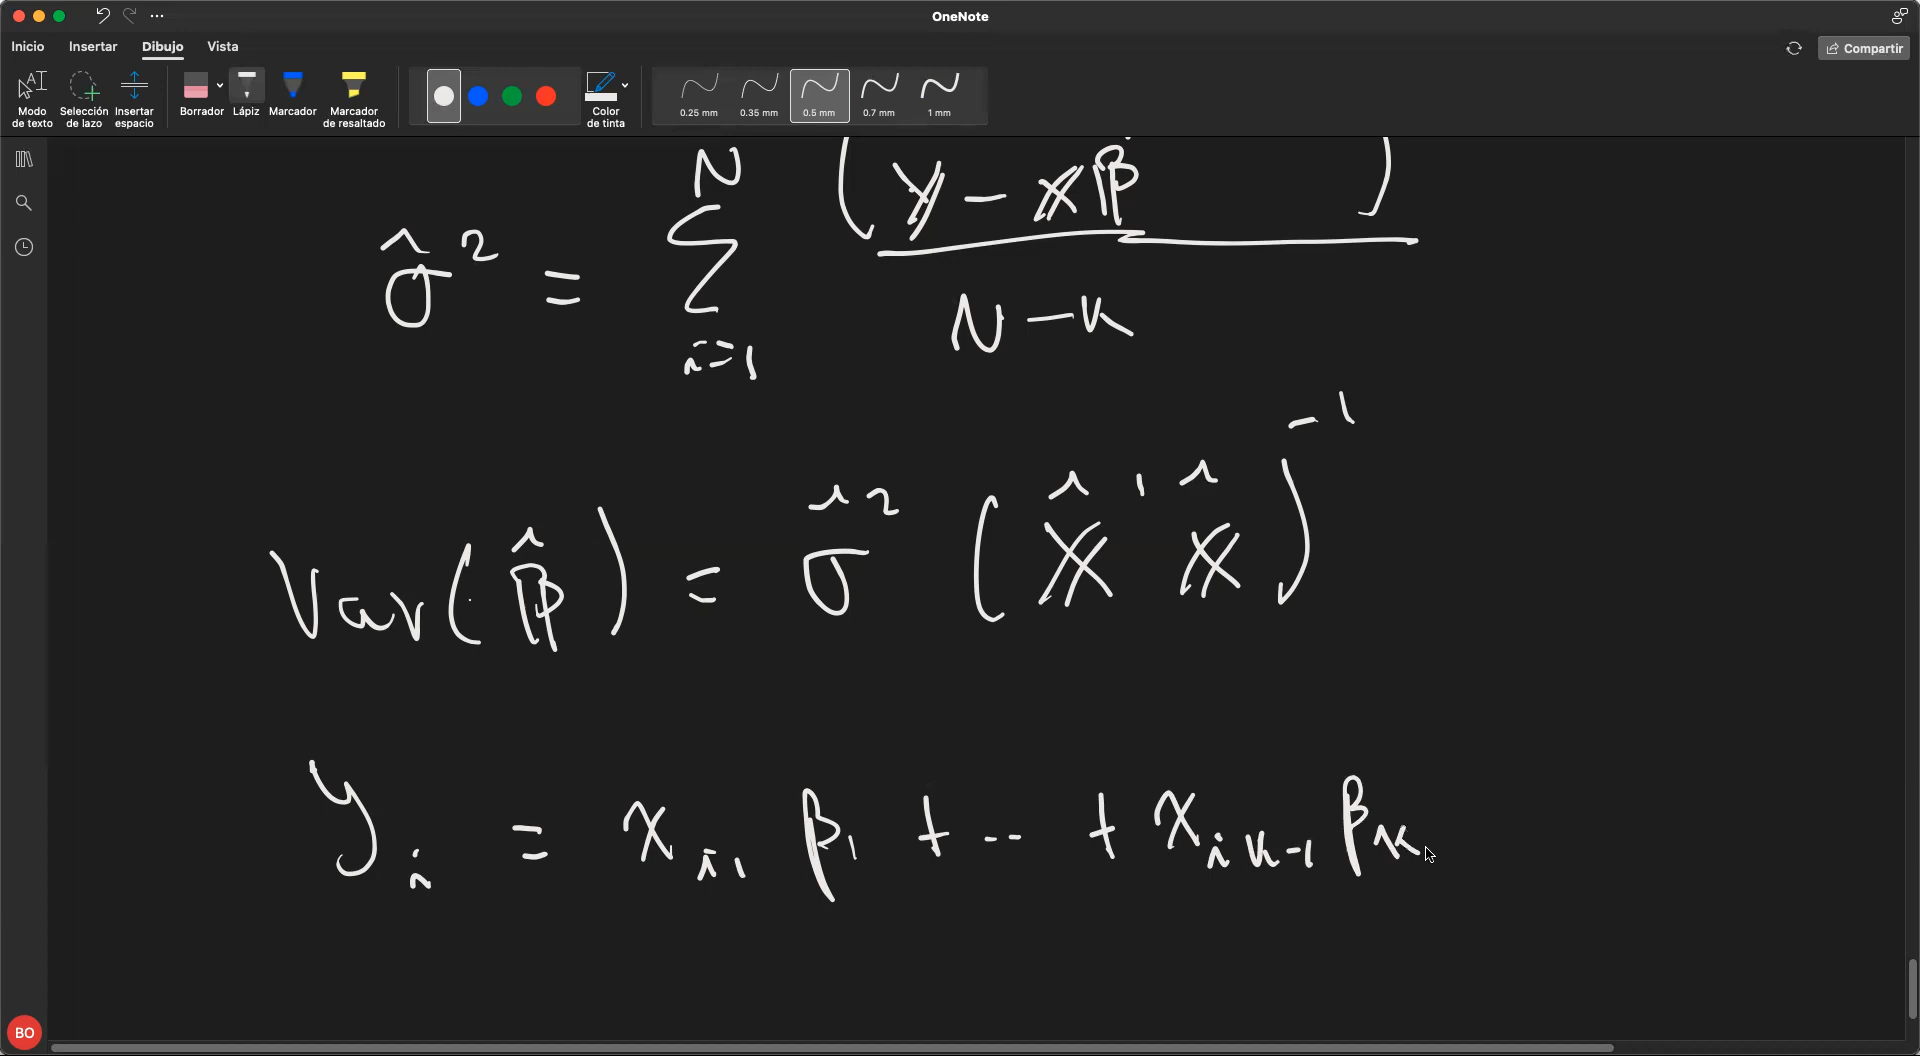 OneNote
Inicio Insertar Dibujo Vista Compartir
Modo de texto Selección de lazo Insertar espacio Borrador Lápiz Marcador Marcador de resaltado Color de tinta 0.25 mm 0.35 mm 0.5 mm 0.7 mm 1 mm
σ̂² = Σ_{i=1}^{N} (y - xβ) / N-k
Var(β̂) = σ̂² (X̂'X̂)⁻¹
y_i = x_{i1} β_1 + -- + x_{ik-1} β_k
BO